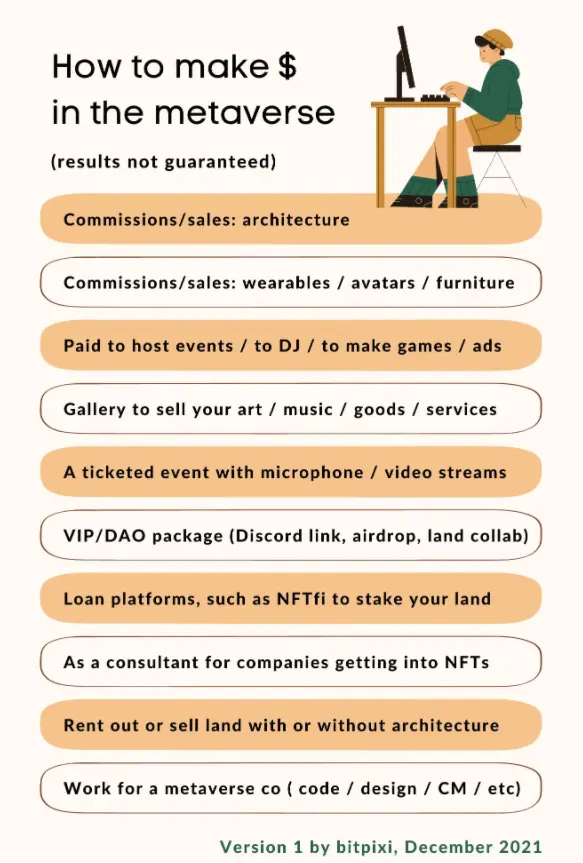 How to make $
in the metaverse
(results not guaranteed)
Commissions/sales: architecture
Commissions/sales: wearables / avatars / furniture
Paid to host events / to DJ / to make games / ads
Gallery to sell your art / music / goods / services
A ticketed event with microphone / video streams
VIP/DAO package (Discord link, airdrop, land collab)
Loan platforms, such as NFTfi to stake your land
As a consultant for companies getting into NFTs
Rent out or sell land with or without architecture
Work for a metaverse co ( code / design / CM / etc)
Version 1 by bitpixi, December 2021